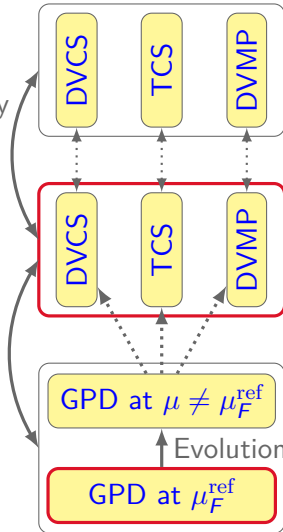 DVCS
TCS
DVMP
y
DVCS
TCS
DVMP
GPD at μ ≠ μ_F^ref
Evolution
GPD at μ_F^ref